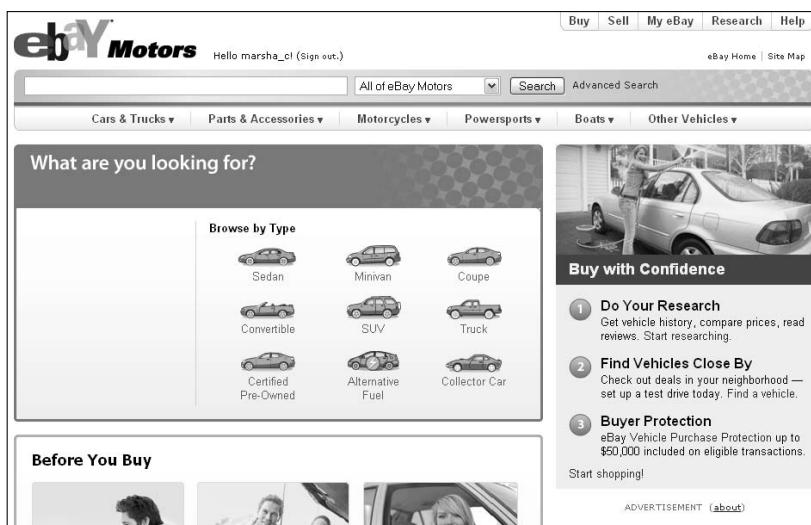 Buy Sell My eBay Research Help
ebaY Motors
Hello marsha_c! (Sign out.)
eBay Home | Site Map
All of eBay Motors Search Advanced Search
Cars & Trucks Parts & Accessories Motorcycles Powersports Boats Other Vehicles
What are you looking for?
Browse by Type
Sedan Minivan Coupe
Convertible SUV Truck
Certified Pre-Owned
Alternative Fuel
Collector Car
Before You Buy
Buy with Confidence
1 Do Your Research
Get vehicle history, compare prices, read
reviews. Start researching.
2 Find Vehicles Close By
Check out deals in your neighborhood —
set up a test drive today. Find a vehicle.
3 Buyer Protection
eBay Vehicle Purchase Protection up to
$50,000 included on eligible transactions.
Start shopping!
ADVERTISEMENT (about)